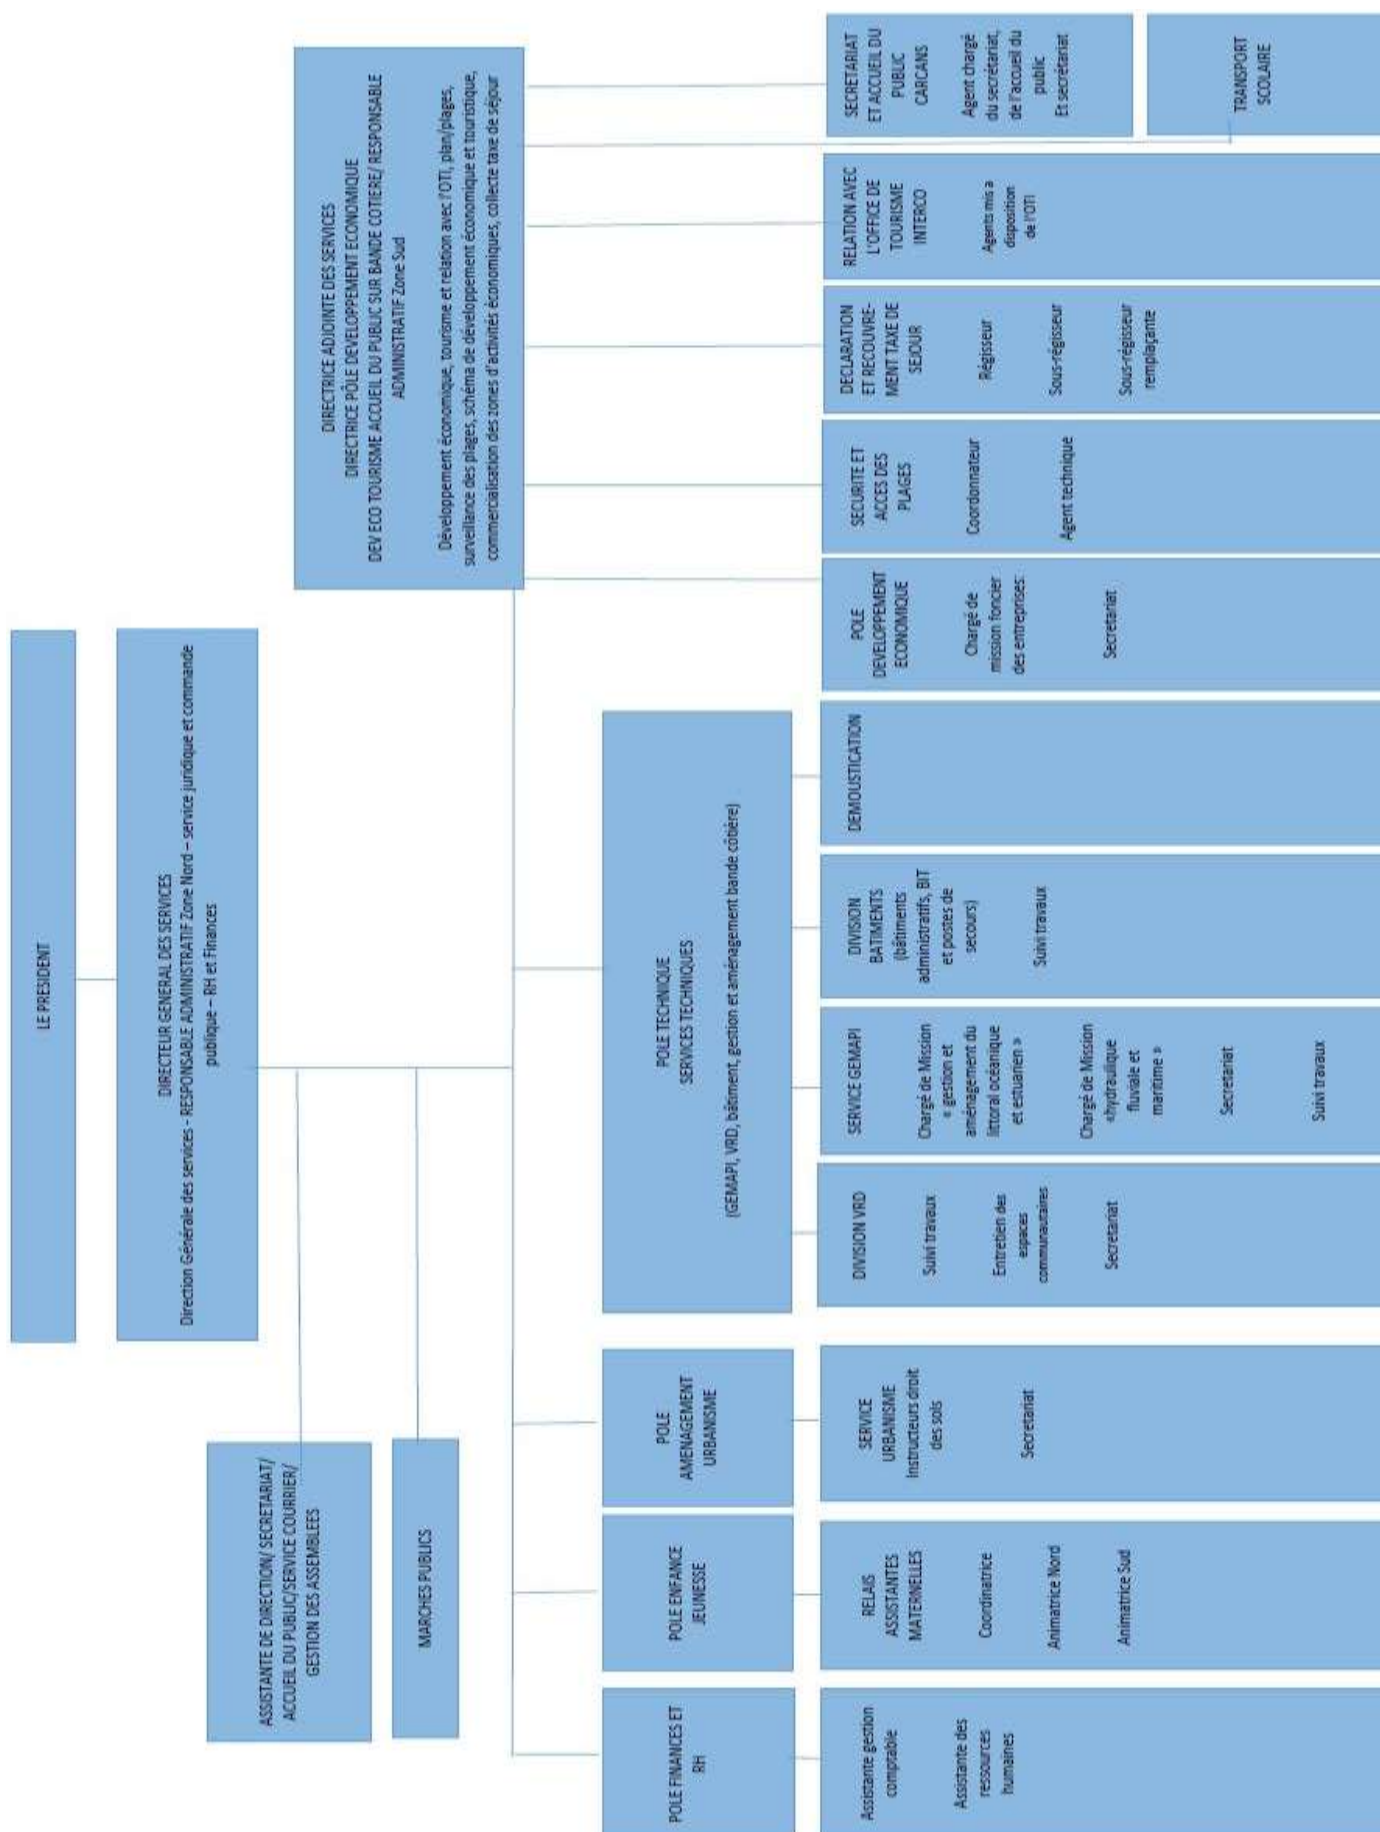 LE PRESIDENT
DIRECTEUR GENERAL DES SERVICES
Direction Générale des services - RESPONSABLE ADMINISTRATIF Zone Nord – service juridique et commande
publique – RH et Finances
ASSISTANTE DE DIRECTION/ SECRETARIAT/
ACCUEIL DU PUBLIC/SERVICE COURRIER/
GESTION DES ASSEMBLEES
MARCHES PUBLICS
DIRECTRICE ADJOINTE DES SERVICES
DIRECTRICE PÔLE DEVELOPPEMENT ECONOMIQUE
DEV ECO TOURISME ACCUEIL DU PUBLIC SUR BANDE COTIERE/ RESPONSABLE
ADMINISTRATIF Zone Sud
Développement économique, tourisme et relation avec l'OTI, plan/plages,
surveillance des plages, schéma de développement économique et touristique,
commercialisation des zones d'activités économiques, collecte taxe de séjour
POLE FINANCES ET
RH
POLE ENFANCE
JEUNESSE
POLE
AMENAGEMENT
URBANISME
POLE TECHNIQUE
SERVICES TECHNIQUES
(GEMAPI, VRD, bâtiment, gestion et aménagement bande côtière)
Assistante gestion
comptable
Assistante des
ressources
humaines
RELAIS
ASSISTANTES
MATERNELLES
Coordinatrice
Animatrice Nord
Animatrice Sud
SERVICE
URBANISME
Instructeurs droit
des sols
Secretariat
DIVISION VRD
Suivi travaux
Entretien des
espaces
communautaires
Secretariat
SERVICE GEMAPI
Chargé de Mission
« gestion et
aménagement du
littoral océanique
et estuarien »
Chargé de Mission
«hydraulique
fluviale et
maritime »
Secretariat
Suivi travaux
DIVISION
BATIMENTS
(bâtiments
administratifs, BIT
et postes de
secours)
Suivi travaux
DEMOUSTICATION
POLE
DEVELOPPEMENT
ECONOMIQUE
Chargé de
mission foncier
des entreprises:
Secretariat
SECURITE ET
ACCES DES
PLAGES
Coordonnateur
Agent technique
DECLARATION
ET RECOUVRE-
MENT TAXE DE
SEJOUR
Régisseur
Sous-régisseur
Sous-régisseur
remplaçante
RELATION AVEC
L'OFFICE DE
TOURISME
INTERCO
Agents mis a
disposition
de l'OTI
SECRETARIAT
ET ACCUEIL DU
PUBLIC
CARCANS
Agent chargé
du secrétariat,
de l'accueil du
public
Et secrétariat
TRANSPORT
SCOLAIRE